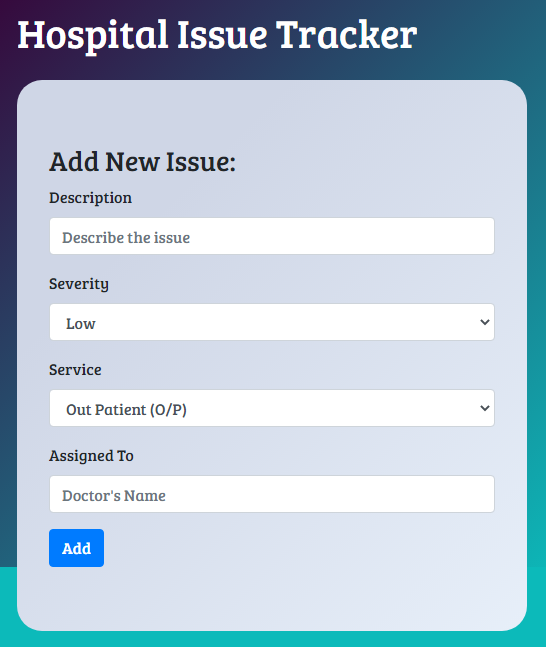 Hospital Issue Tracker
Add New Issue:
Description
Describe the issue
Severity
Low
Service
Out Patient (O/P)
Assigned To
Doctor's Name
Add